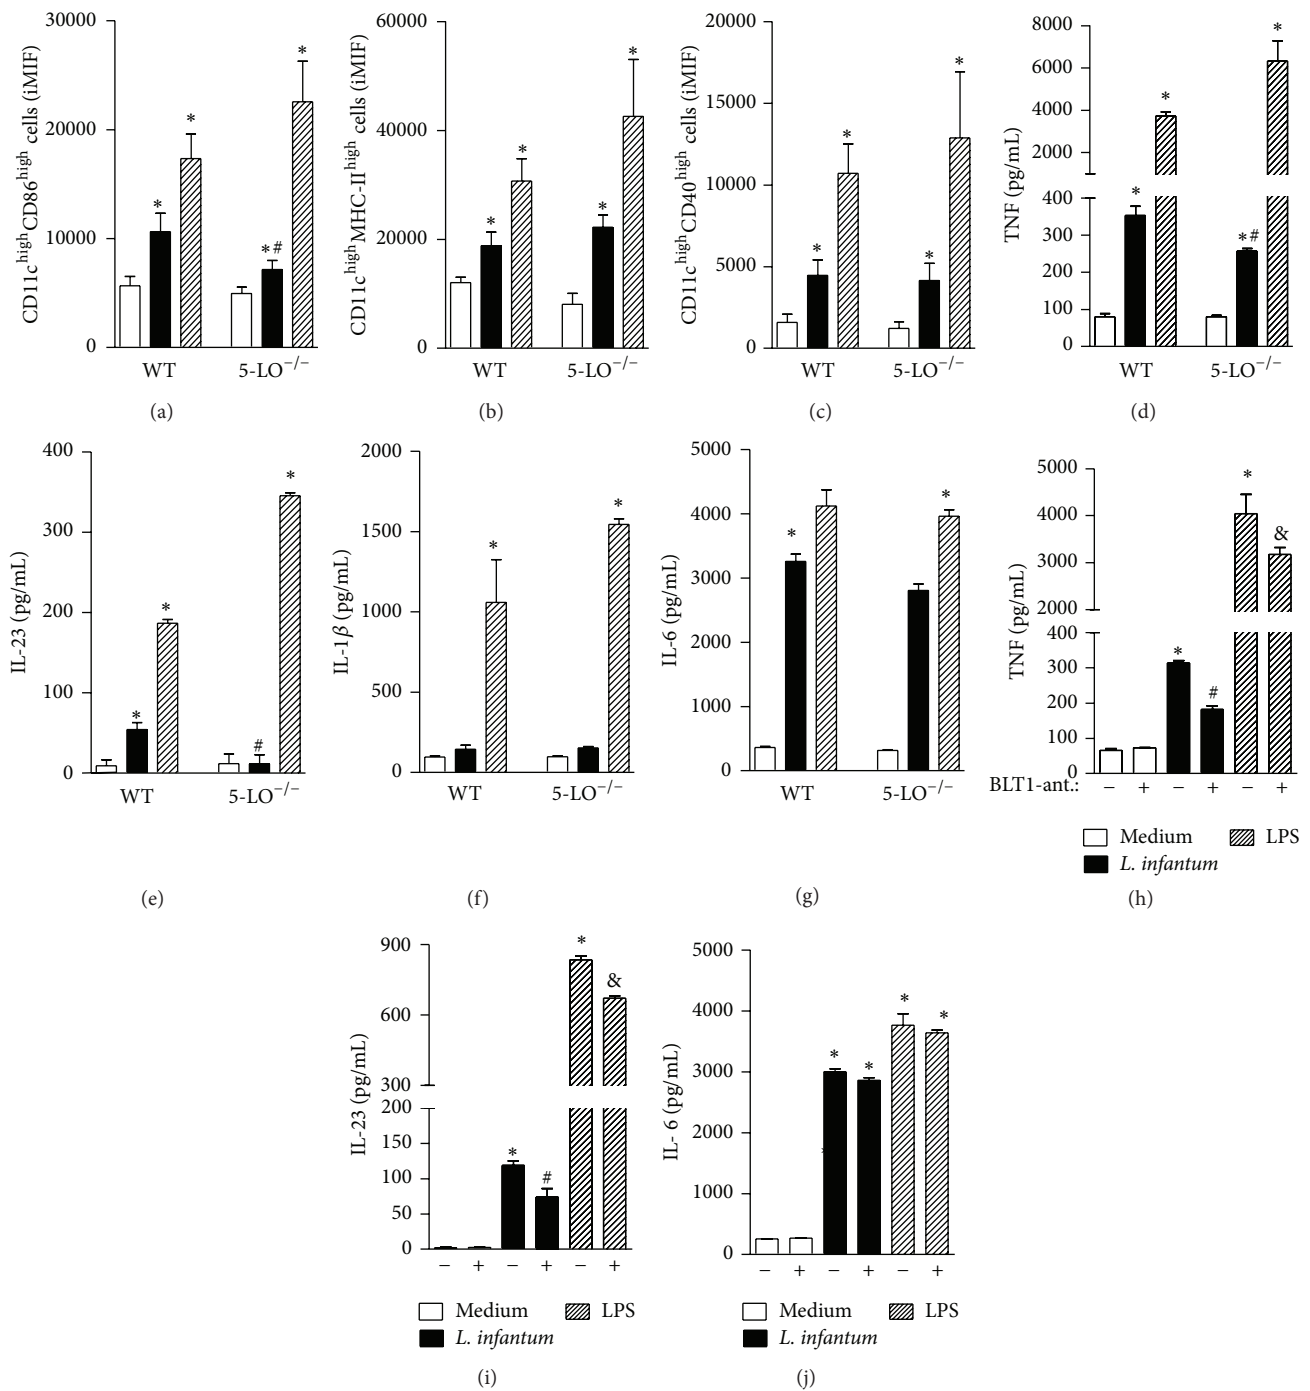 CD11c^high CD86^high cells (iMIF)
30000
20000
10000
0
* * *# *
WT 5-LO−/−
(a)
CD11c^high MHC-II^high cells (iMIF)
60000
40000
20000
0
* * * *
WT 5-LO−/−
(b)
CD11c^high CD40^high cells (iMIF)
20000
15000
10000
5000
0
* * * *
WT 5-LO−/−
(c)
TNF (pg/mL)
8000
6000
4000
2000
400
300
200
100
0
* * *# *
WT 5-LO−/−
(d)
IL-23 (pg/mL)
400
300
200
100
0
* * # *
WT 5-LO−/−
(e)
IL-1β (pg/mL)
2000
1500
1000
500
0
* *
WT 5-LO−/−
(f)
IL-6 (pg/mL)
5000
4000
3000
2000
1000
0
* *
WT 5-LO−/−
(g)
TNF (pg/mL)
5000
4000
3000
2000
400
300
200
100
0
* # * &
BLT1-ant.: − + − + − +
Medium LPS
L. infantum
(h)
IL-23 (pg/mL)
900
600
300
200
150
100
50
0
* # * &
− + − + − +
Medium LPS
L. infantum
(i)
IL- 6 (pg/mL)
5000
4000
3000
2000
1000
0
* * * *
*
− + − + − +
Medium LPS
L. infantum
(j)